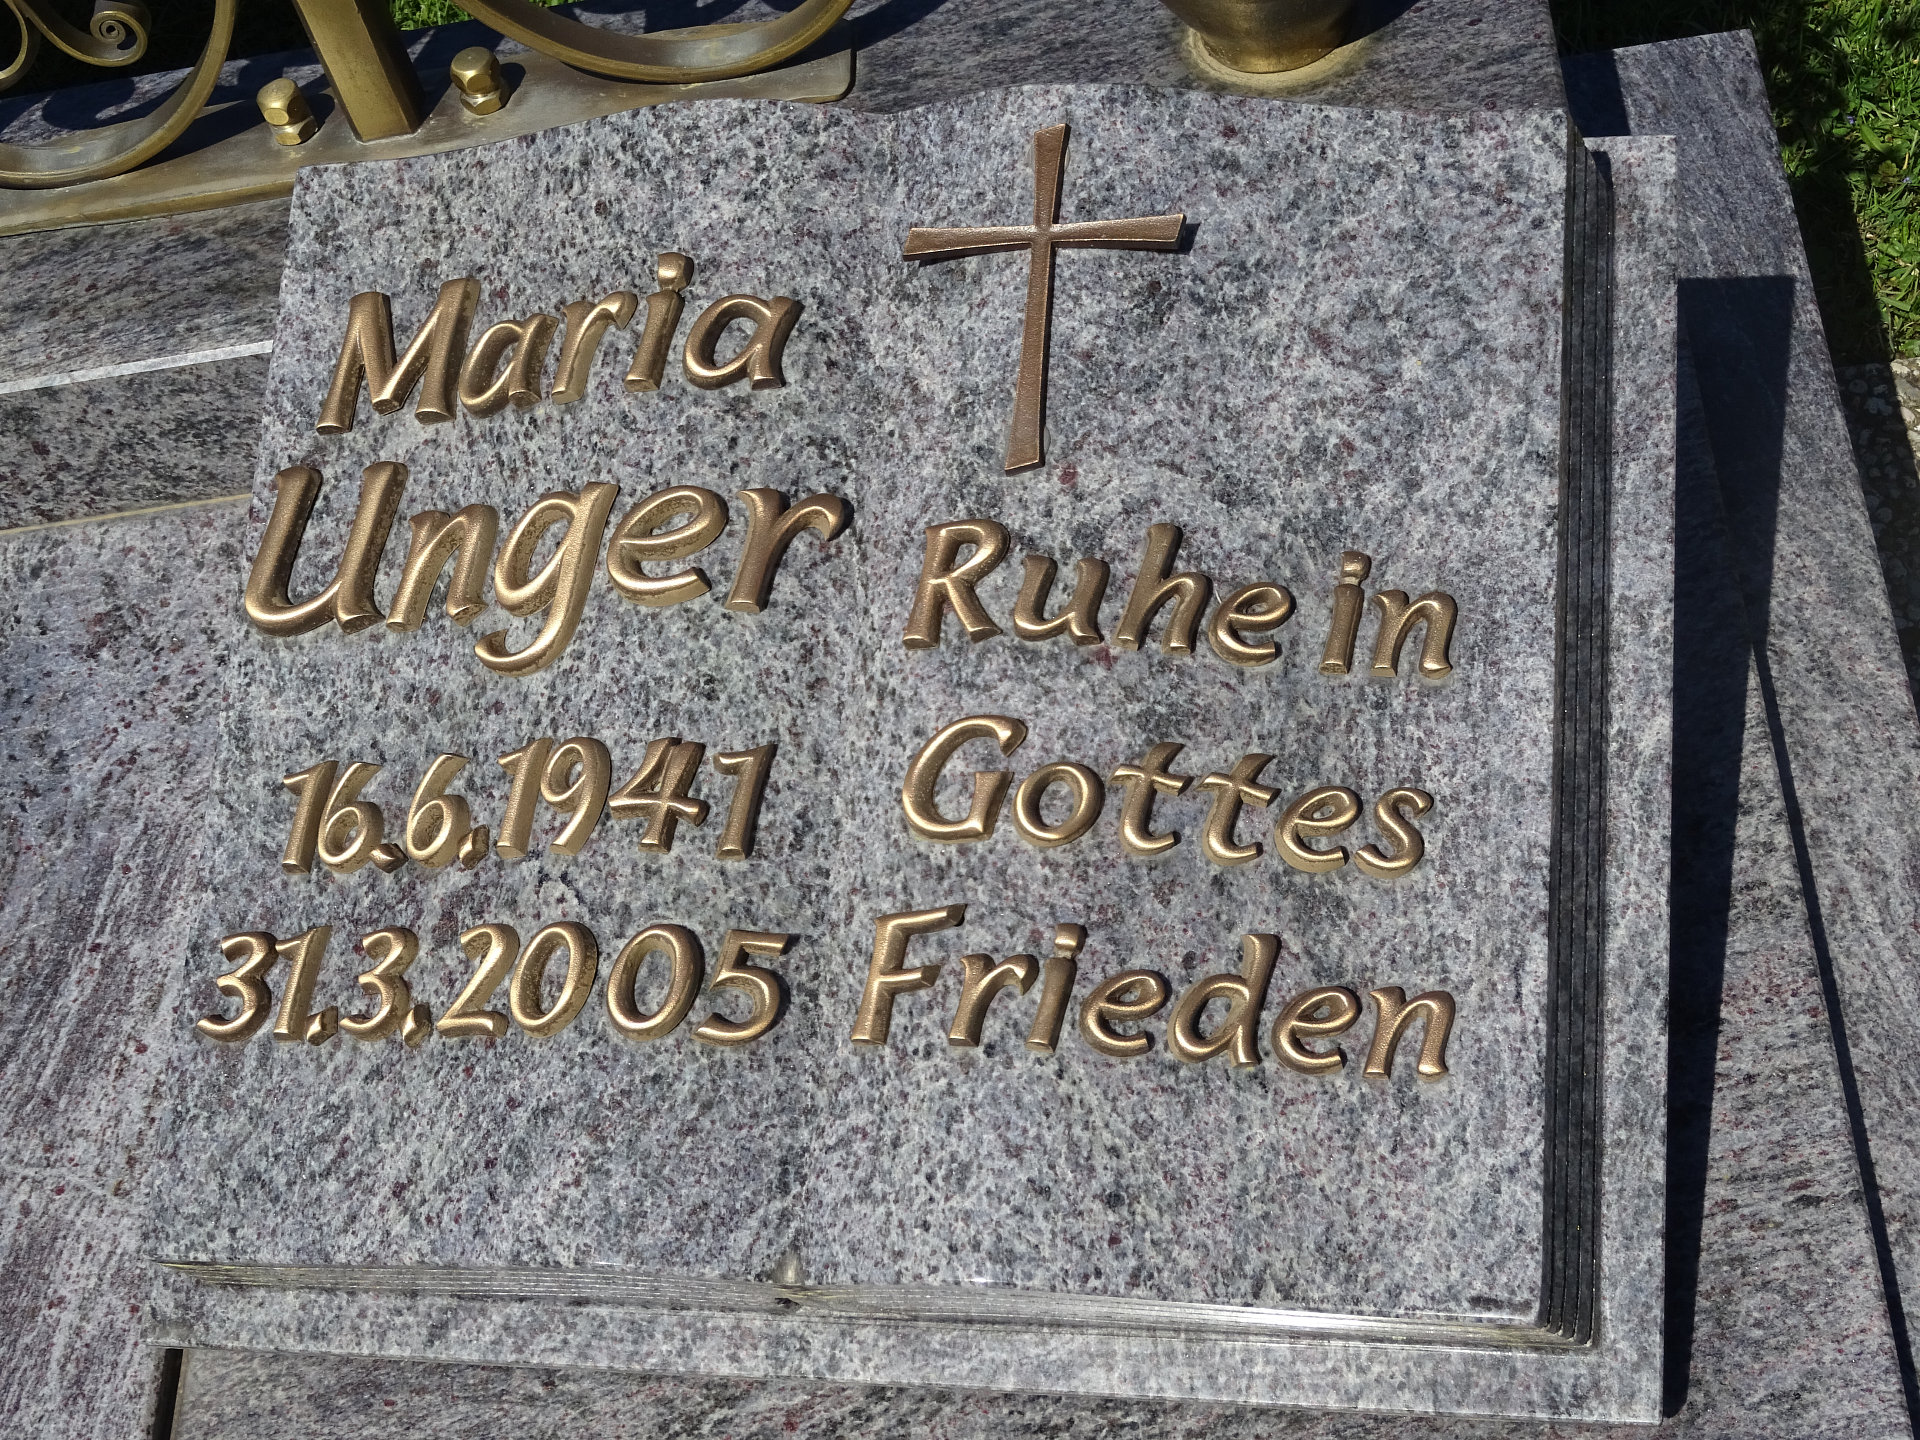 Maria
Unger
16.6.1941
31.3.2005
Ruhe in
Gottes
Frieden